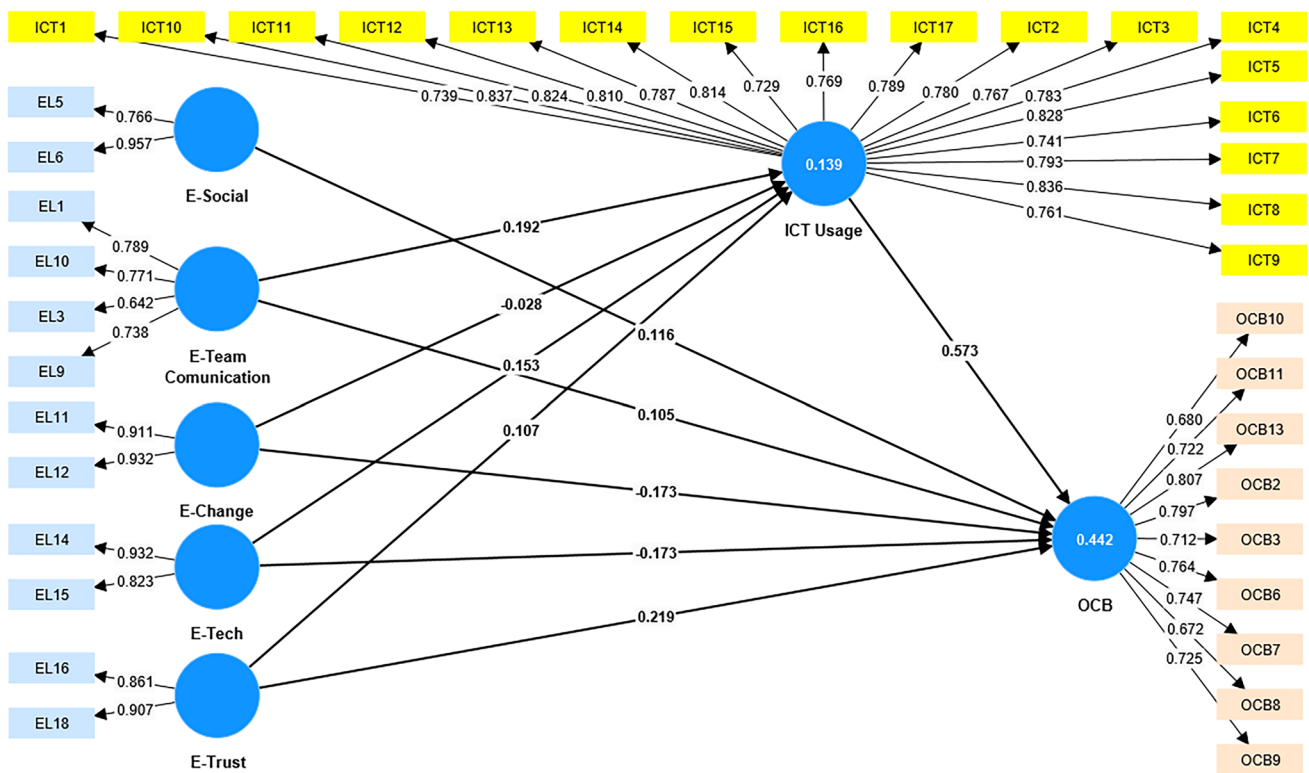 ICT1 ICT10 ICT11 ICT12 ICT13 ICT14 ICT15 ICT16 ICT17 ICT2 ICT3 ICT4
ICT5
ICT6
ICT7
ICT8
ICT9
0.739 0.837 0.824 0.810 0.787 0.814 0.729 0.769 0.789 0.780 0.767 0.783
0.828
0.741
0.793
0.836
0.761
0.139
ICT Usage
EL5
0.766
EL6
0.957
E-Social
EL1
0.789
EL10
0.771
EL3
0.642
EL9
0.738
E-Team
Comunication
EL11
0.911
EL12
0.932
E-Change
EL14
0.932
EL15
0.823
E-Tech
EL16
0.861
EL18
0.907
E-Trust
0.192
-0.028
0.153
0.107
0.116
0.105
-0.173
-0.173
0.219
0.573
0.442
OCB
0.680
0.722
0.807
0.797
0.712
0.764
0.747
0.672
0.725
OCB10
OCB11
OCB13
OCB2
OCB3
OCB6
OCB7
OCB8
OCB9